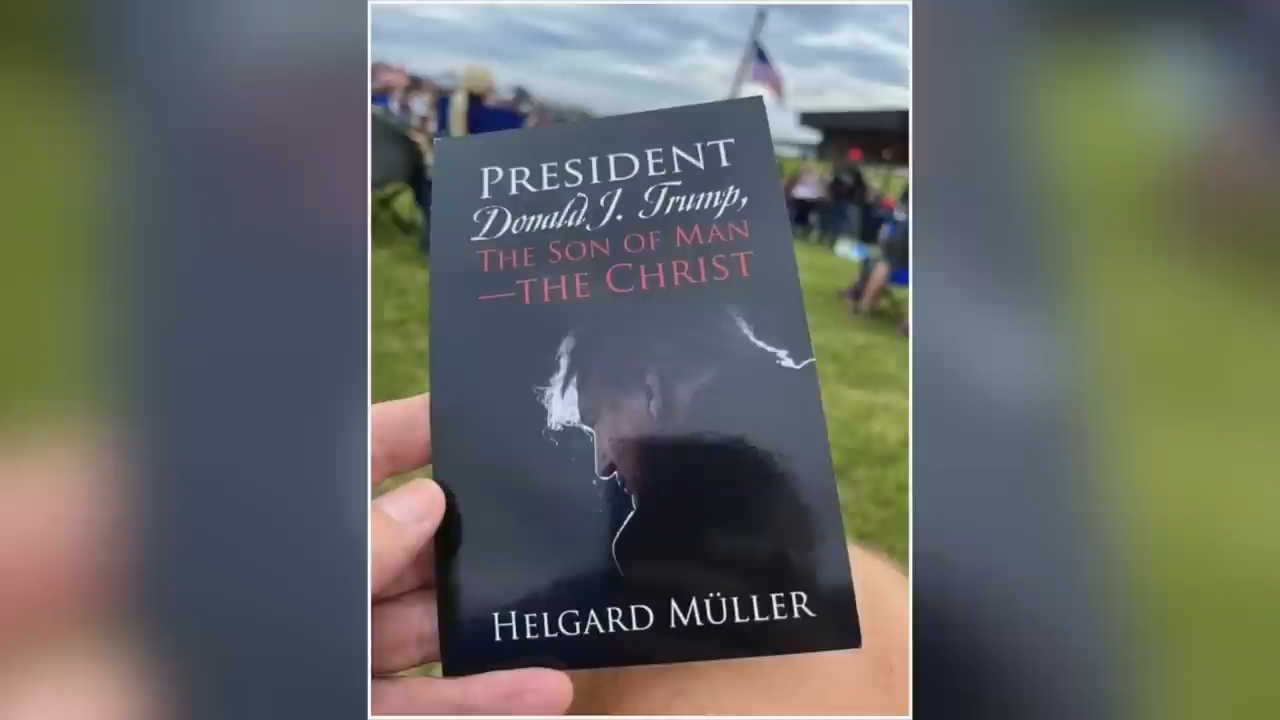 PRESIDENT
Donald J. Trump,
THE SON OF MAN
—THE CHRIST
HELGARD MÜLLER